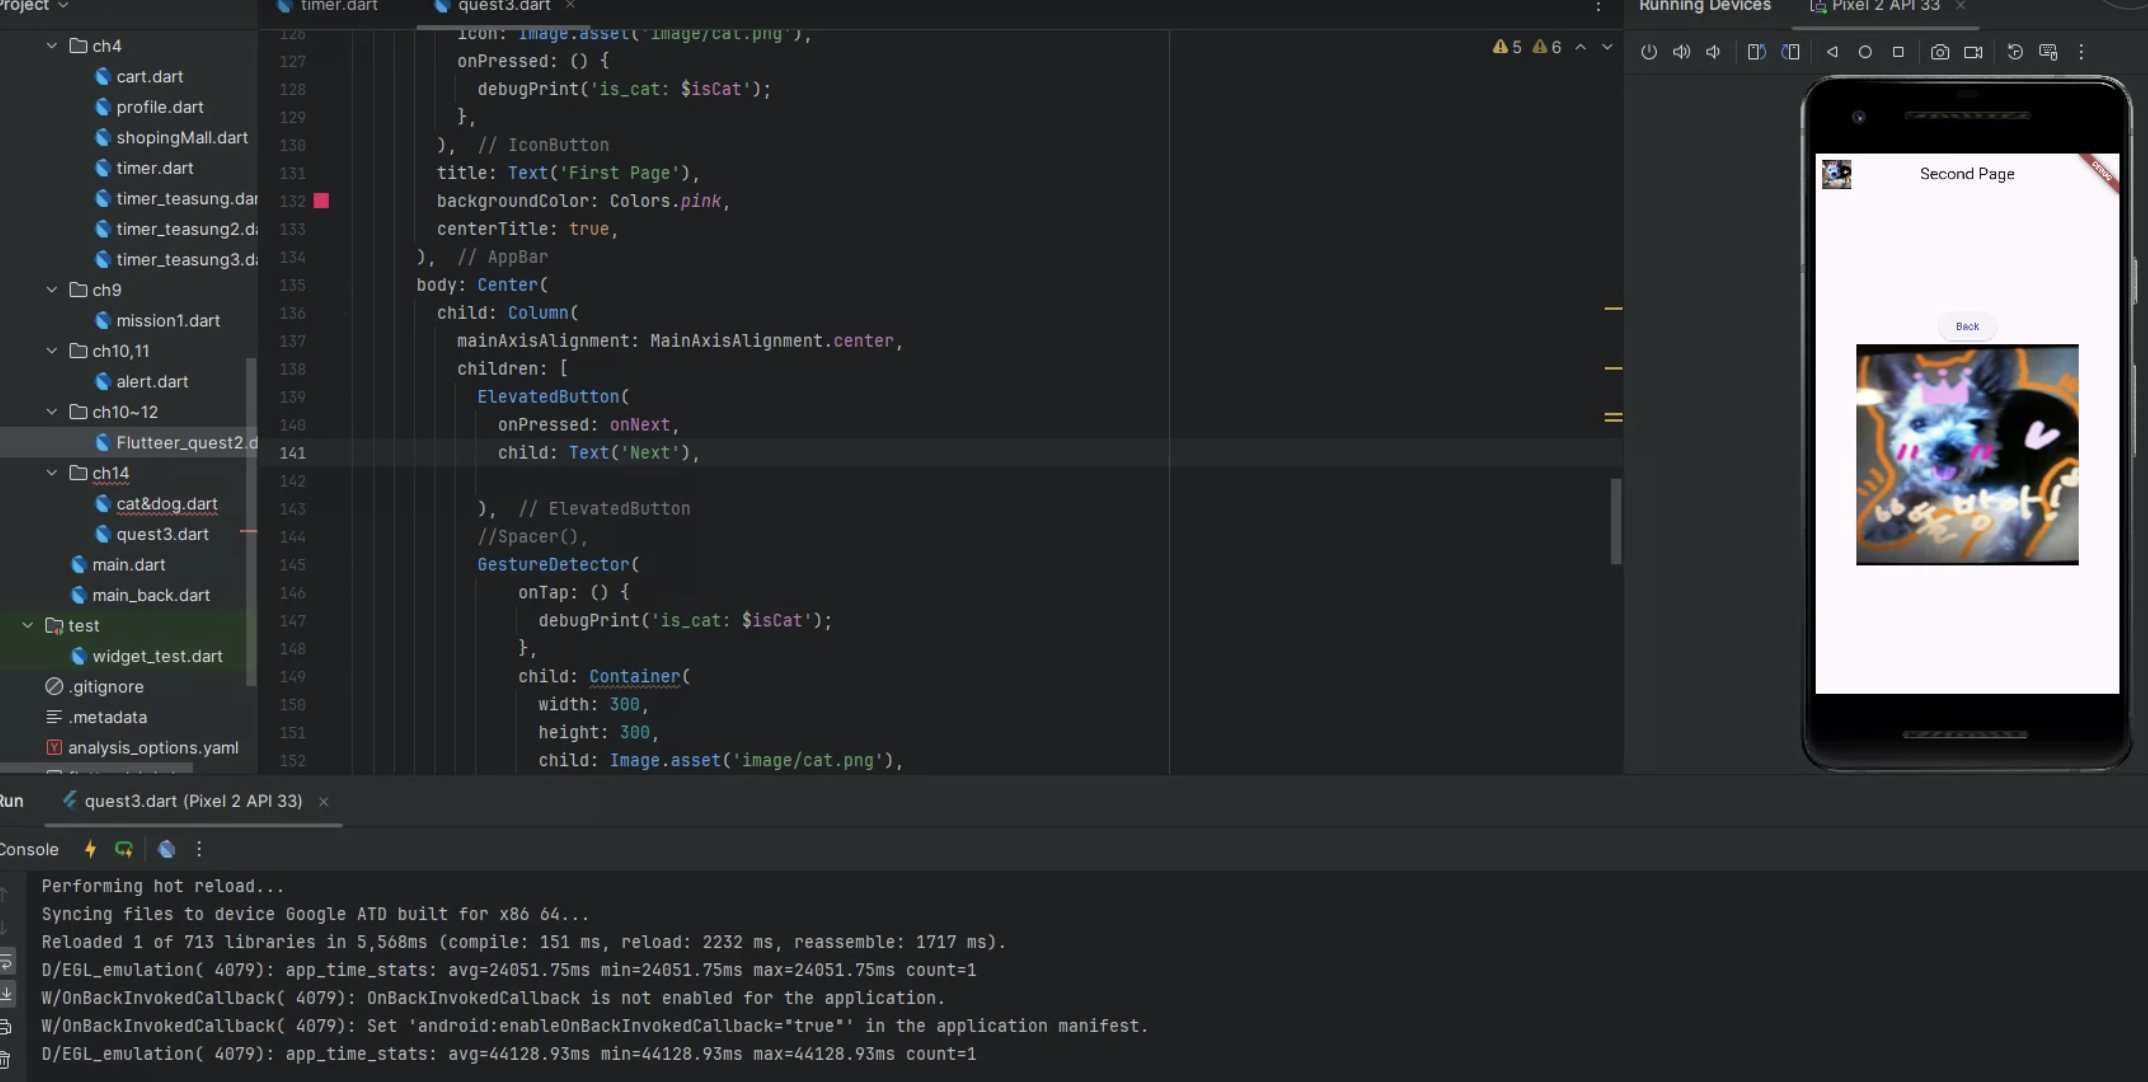 Project
timer.dart
quest3.dart
Running Devices
Pixel 2 API 33
ch4
cart.dart
profile.dart
shopingMall.dart
timer.dart
timer_teasung.dar
timer_teasung2.da
timer_teasung3.da
ch9
mission1.dart
ch10,11
alert.dart
ch10~12
Flutteer_quest2.d
ch14
cat&dog.dart
quest3.dart
main.dart
main_back.dart
test
widget_test.dart
.gitignore
.metadata
analysis_options.yaml
5 6
126 icon: Image.asset('image/cat.png'),
127 onPressed: () {
128 debugPrint('is_cat: $isCat');
129 },
130 ), // IconButton
131 title: Text('First Page'),
132 backgroundColor: Colors.pink,
133 centerTitle: true,
134 ), // AppBar
135 body: Center(
136 child: Column(
137 mainAxisAlignment: MainAxisAlignment.center,
138 children: [
139 ElevatedButton(
140 onPressed: onNext,
141 child: Text('Next'),
142
143 ), // ElevatedButton
144 //Spacer(),
145 GestureDetector(
146 onTap: () {
147 debugPrint('is_cat: $isCat');
148 },
149 child: Container(
150 width: 300,
151 height: 300,
152 child: Image.asset('image/cat.png'),
Second Page
DEBUG
Back
Run
quest3.dart (Pixel 2 API 33)
Console
Performing hot reload...
Syncing files to device Google ATD built for x86 64...
Reloaded 1 of 713 libraries in 5,568ms (compile: 151 ms, reload: 2232 ms, reassemble: 1717 ms).
D/EGL_emulation( 4079): app_time_stats: avg=24051.75ms min=24051.75ms max=24051.75ms count=1
W/OnBackInvokedCallback( 4079): OnBackInvokedCallback is not enabled for the application.
W/OnBackInvokedCallback( 4079): Set 'android:enableOnBackInvokedCallback="true"' in the application manifest.
D/EGL_emulation( 4079): app_time_stats: avg=44128.93ms min=44128.93ms max=44128.93ms count=1